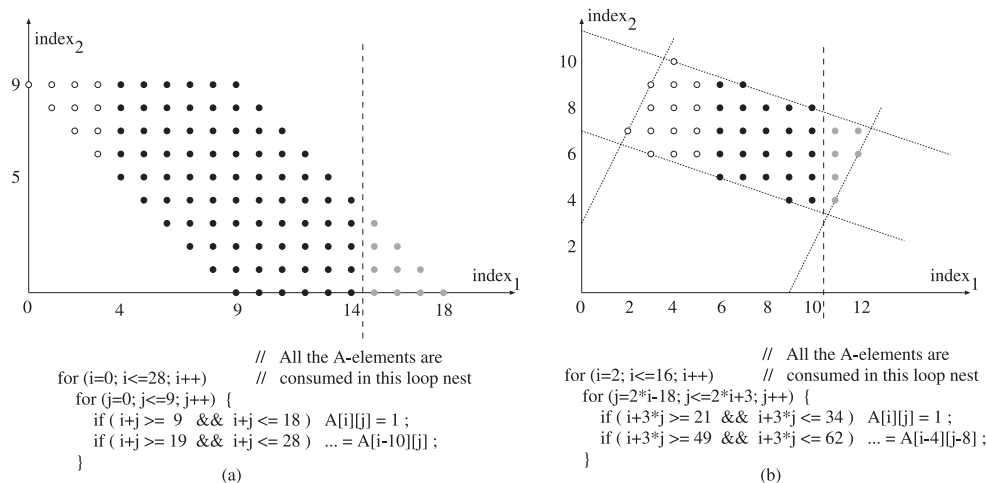 index2
9
5
0
4
9
14
18
index1
// All the A-elements are
for (i=0; i<=28; i++) // consumed in this loop nest
for (j=0; j<=9; j++) {
if ( i+j >= 9 && i+j <= 18 ) A[i][j] = 1 ;
if ( i+j >= 19 && i+j <= 28 ) ... = A[i-10][j] ;
}
(a)
index2
10
8
6
4
2
0
2
4
6
8
10
12
index1
// All the A-elements are
for (i=2; i<=16; i++) // consumed in this loop nest
for (j=2*i-18; j<=2*i+3; j++) {
if ( i+3*j >= 21 && i+3*j <= 34 ) A[i][j] = 1 ;
if ( i+3*j >= 49 && i+3*j <= 62 ) ... = A[i-4][j-8] ;
}
(b)